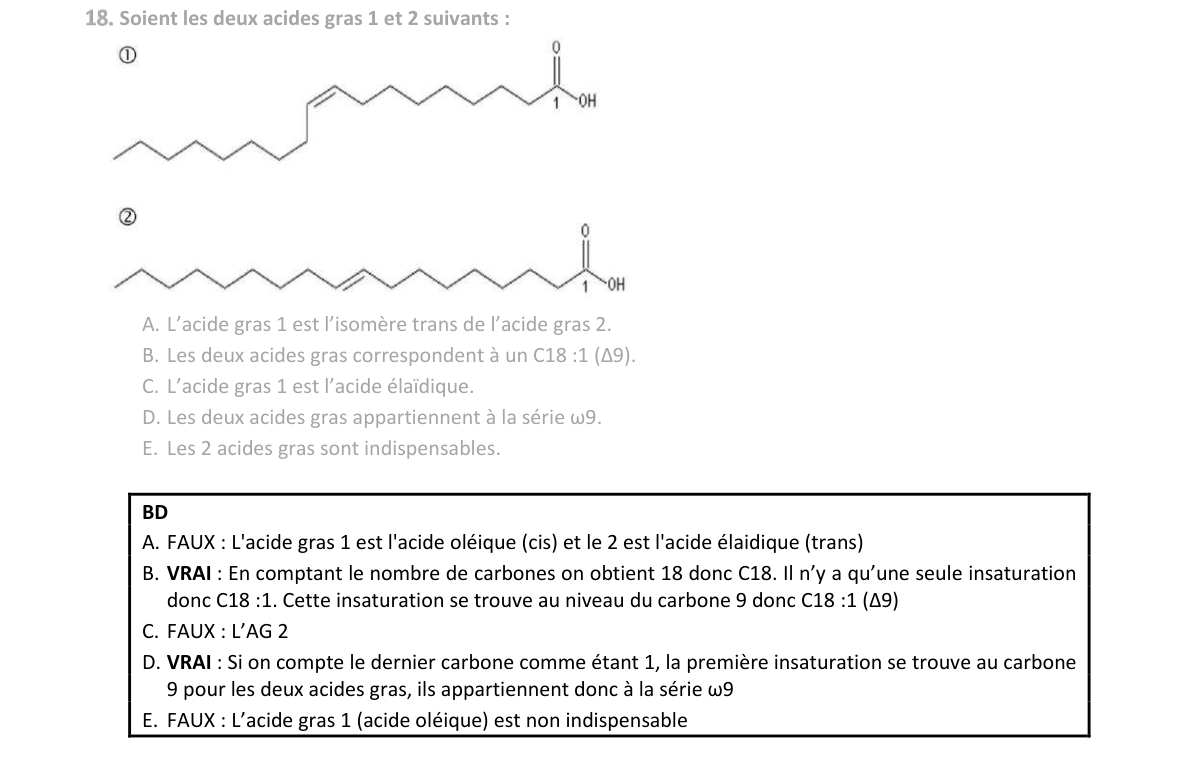 18. Soient les deux acides gras 1 et 2 suivants :
①
O
1
OH
②
O
1
OH
A. L’acide gras 1 est l’isomère trans de l’acide gras 2.
B. Les deux acides gras correspondent à un C18 :1 (Δ9).
C. L’acide gras 1 est l’acide élaïdique.
D. Les deux acides gras appartiennent à la série ω9.
E. Les 2 acides gras sont indispensables.
BD
A. FAUX : L'acide gras 1 est l'acide oléique (cis) et le 2 est l'acide élaidique (trans)
B. VRAI : En comptant le nombre de carbones on obtient 18 donc C18. Il n’y a qu’une seule insaturation
donc C18 :1. Cette insaturation se trouve au niveau du carbone 9 donc C18 :1 (Δ9)
C. FAUX : L’AG 2
D. VRAI : Si on compte le dernier carbone comme étant 1, la première insaturation se trouve au carbone
9 pour les deux acides gras, ils appartiennent donc à la série ω9
E. FAUX : L’acide gras 1 (acide oléique) est non indispensable